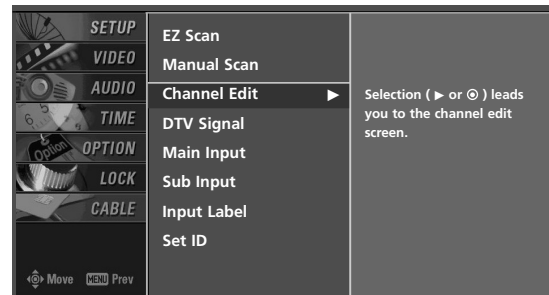 SETUP
VIDEO
AUDIO
TIME
OPTION
LOCK
CABLE
Move MENU Prev
EZ Scan
Manual Scan
Channel Edit ▶
DTV Signal
Main Input
Sub Input
Input Label
Set ID
Selection ( ▶ or ⊙ ) leads
you to the channel edit
screen.